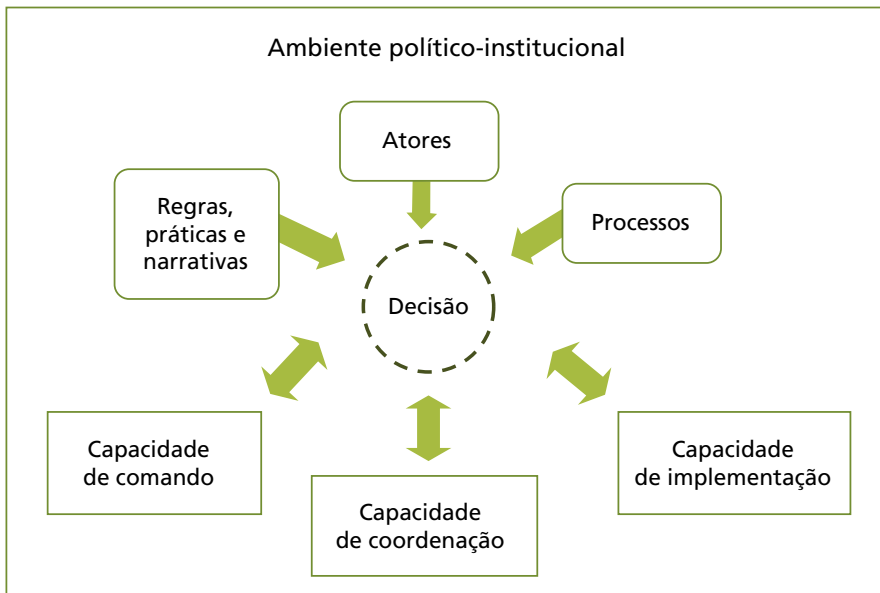 Ambiente político-institucional
Atores
Regras,
práticas e
narrativas
Processos
Decisão
Capacidade
de comando
Capacidade
de coordenação
Capacidade
de implementação